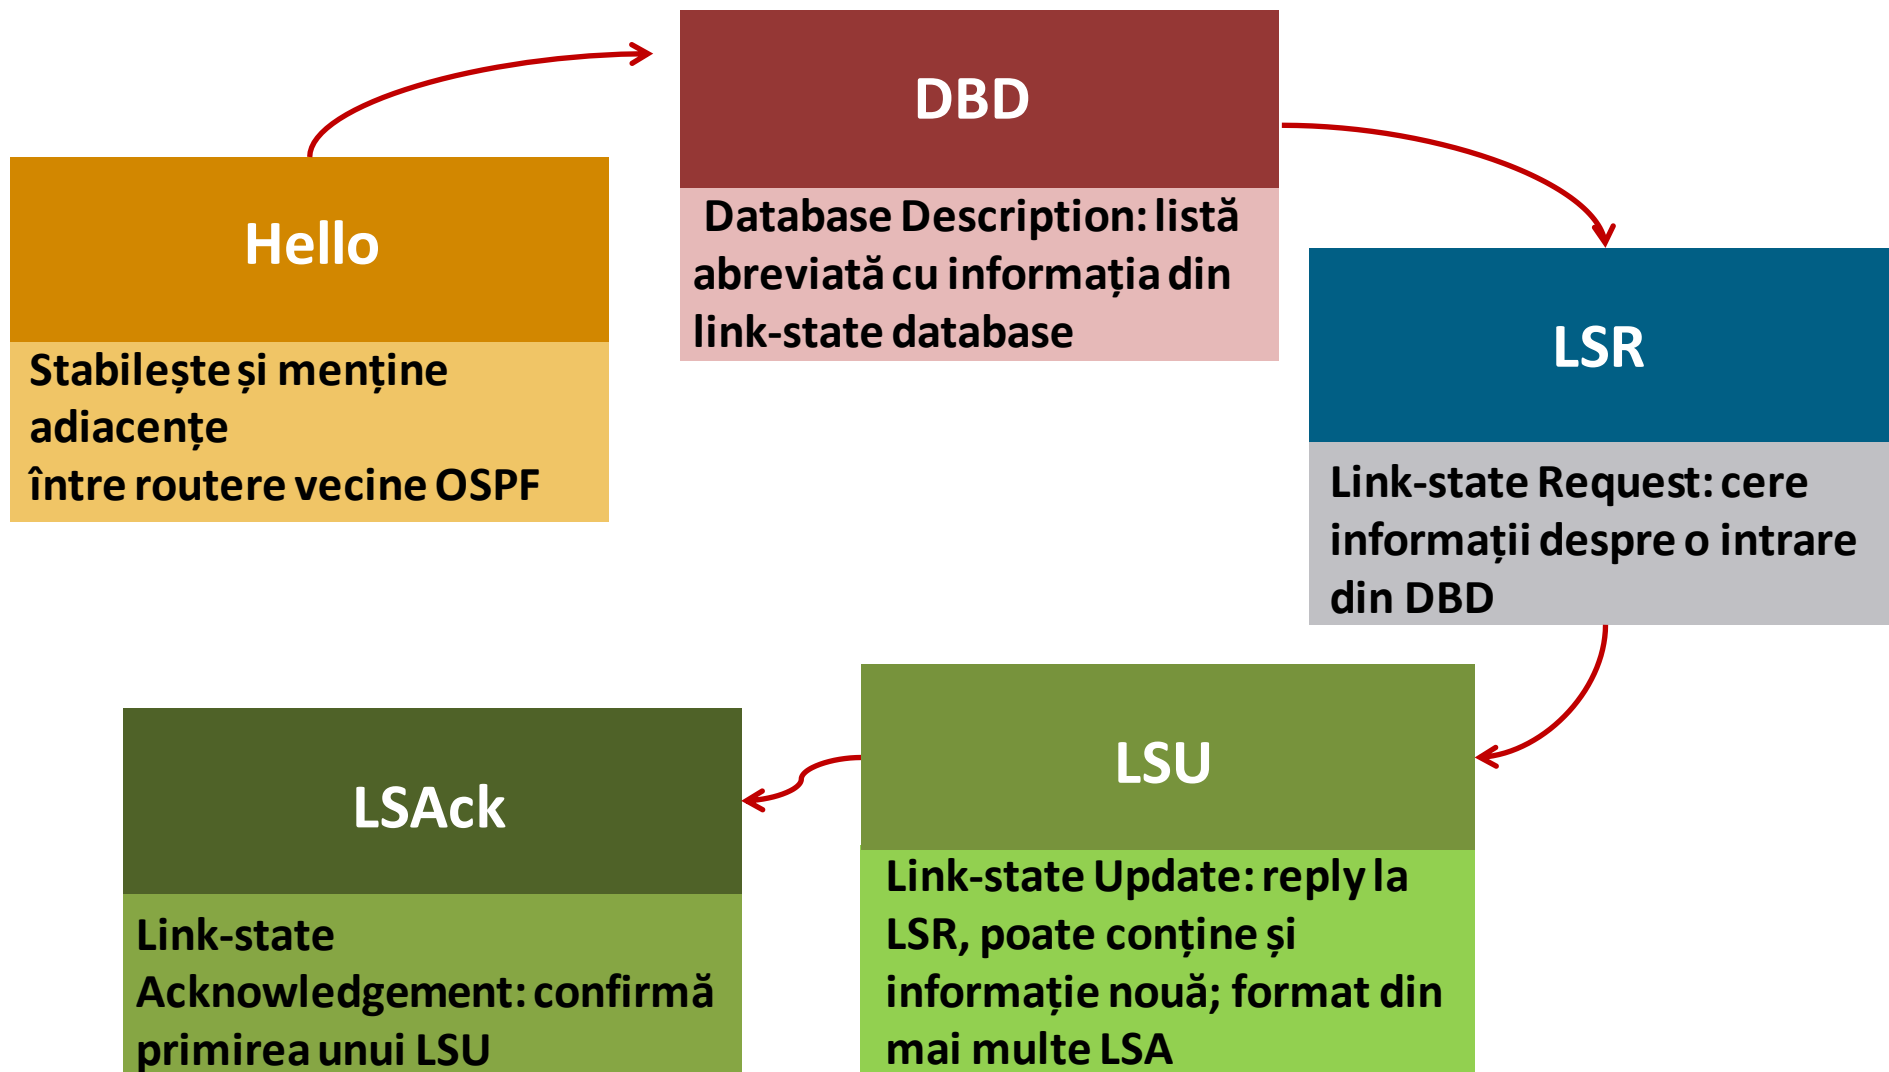 Hello
Stabilește și menține
adiacențe
între routere vecine OSPF
DBD
Database Description: listă
abreviată cu informația din
link-state database
LSR
Link-state Request: cere
informații despre o intrare
din DBD
LSU
Link-state Update: reply la
LSR, poate conține și
informație nouă; format din
mai multe LSA
LSAck
Link-state
Acknowledgement: confirmă
primirea unui LSU